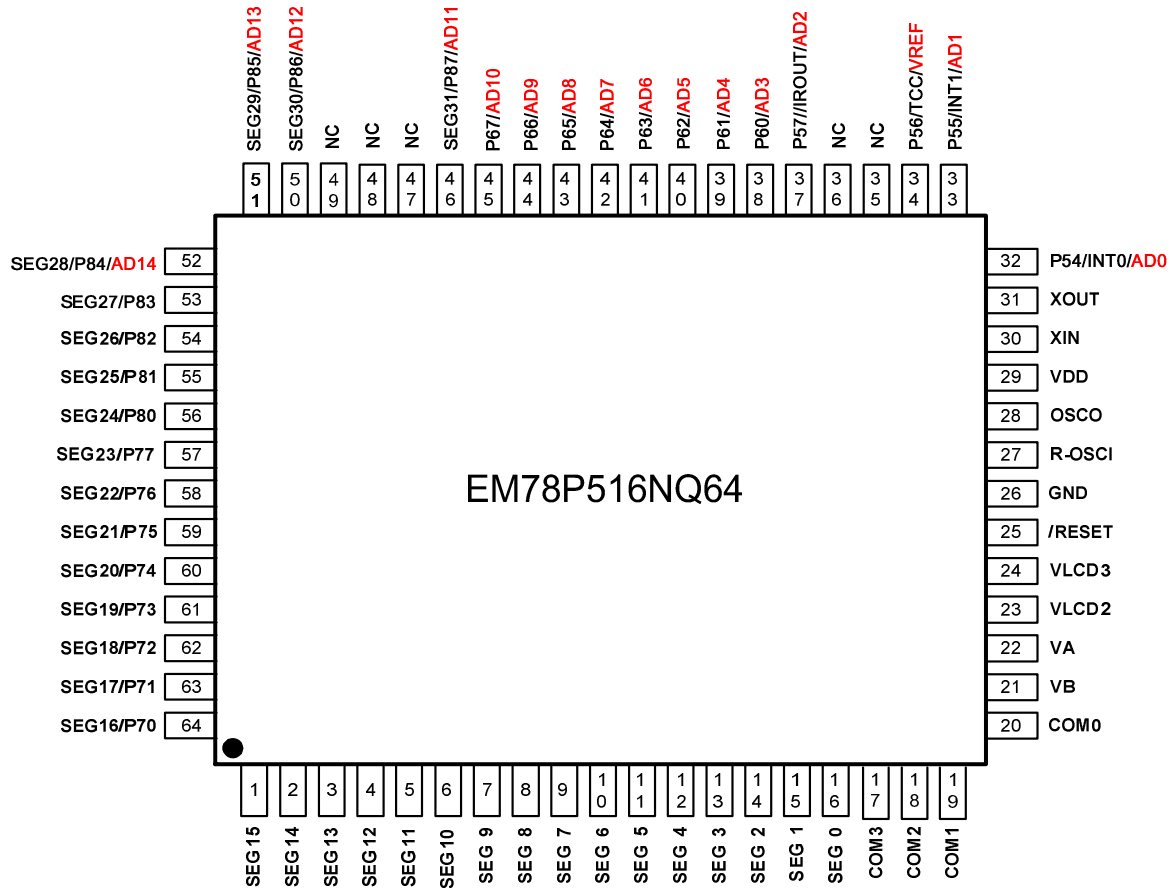 SEG29/P85/AD13
SEG30/P86/AD12
NC
NC
NC
SEG31/P87/AD11
P67/AD10
P66/AD9
P65/AD8
P64/AD7
P63/AD6
P62/AD5
P61/AD4
P60/AD3
P57//IROUT/AD2
NC
NC
P56/TCC/VREF
P55/INT1/AD1
51
50
49
48
47
46
45
44
43
42
41
40
39
38
37
36
35
34
33
SEG28/P84/AD14 52
SEG27/P83 53
SEG26/P82 54
SEG25/P81 55
SEG24/P80 56
SEG23/P77 57
SEG22/P76 58
SEG21/P75 59
SEG20/P74 60
SEG19/P73 61
SEG18/P72 62
SEG17/P71 63
SEG16/P70 64
EM78P516NQ64
32 P54/INT0/AD0
31 XOUT
30 XIN
29 VDD
28 OSCO
27 R-OSCI
26 GND
25 /RESET
24 VLCD3
23 VLCD2
22 VA
21 VB
20 COM0
1
2
3
4
5
6
7
8
9
10
11
12
13
14
15
16
17
18
19
SEG15
SEG14
SEG13
SEG12
SEG11
SEG10
SEG 9
SEG 8
SEG 7
SEG 6
SEG 5
SEG 4
SEG 3
SEG 2
SEG 1
SEG 0
COM3
COM2
COM1